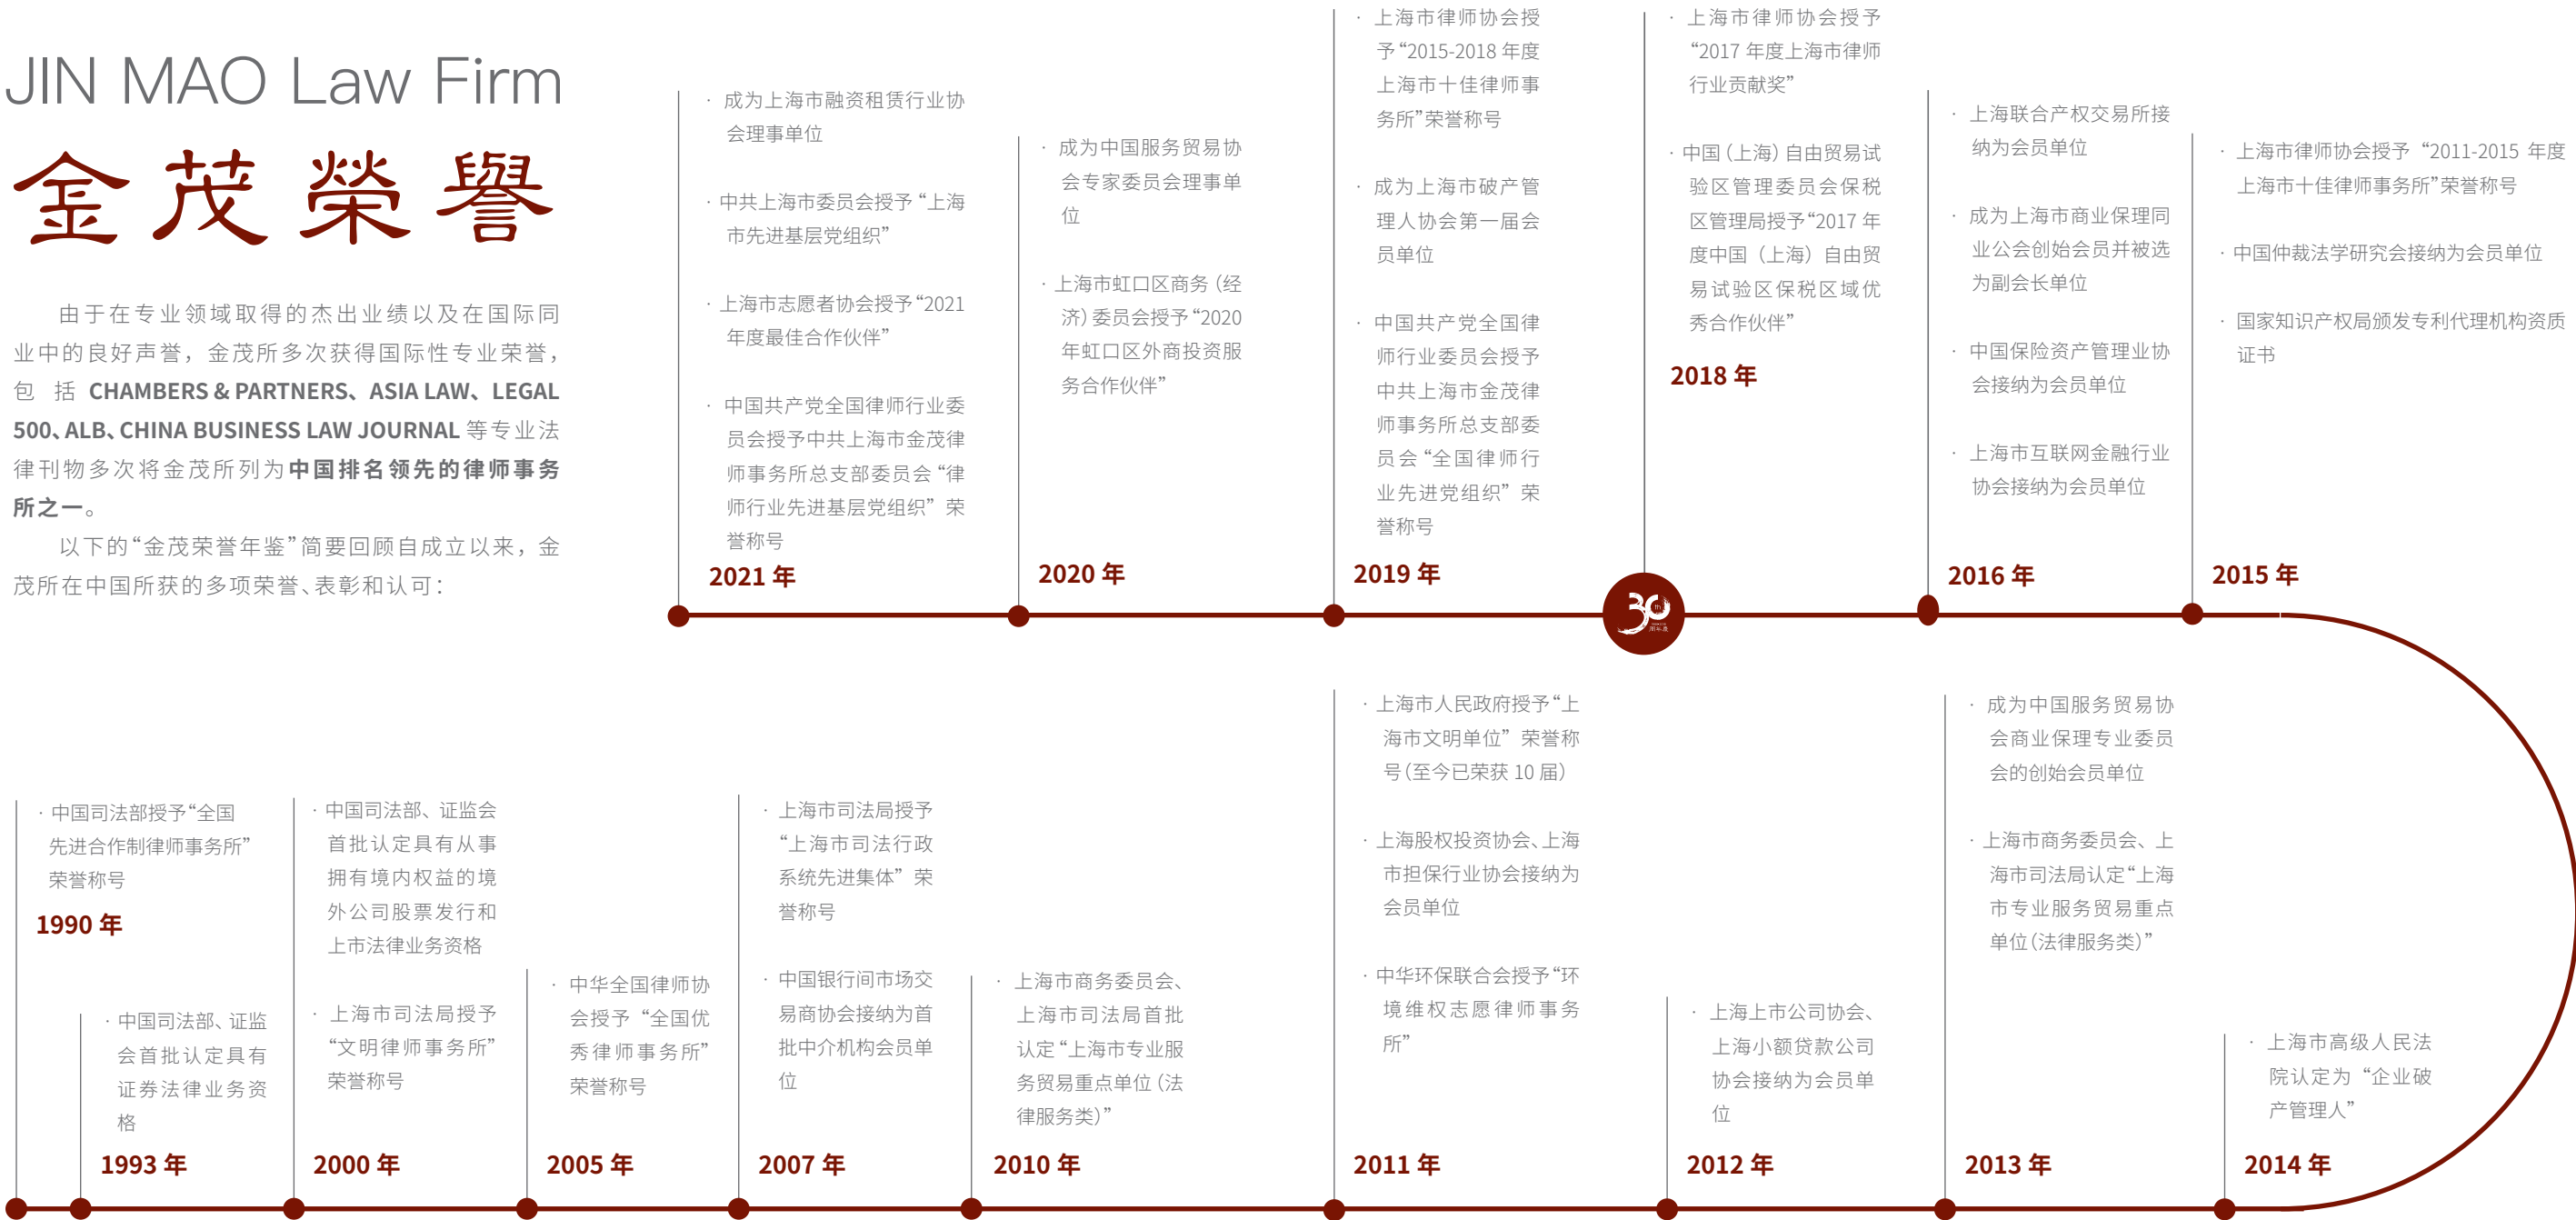 JIN MAO Law Firm
金茂榮譽
由于在专业领域取得的杰出业绩以及在国际同
业中的良好声誉，金茂所多次获得国际性专业荣誉，
包括 CHAMBERS & PARTNERS、ASIA LAW、LEGAL
500、ALB、CHINA BUSINESS LAW JOURNAL 等专业法
律刊物多次将金茂所列为中国排名领先的律师事务
所之一。
以下的“金茂荣誉年鉴”简要回顾自成立以来，金
茂所在中国所获的多项荣誉、表彰和认可：
· 成为上海市融资租赁行业协
会理事单位
· 中共上海市委员会授予“上海
市先进基层党组织”
· 上海市志愿者协会授予“2021
年度最佳合作伙伴”
· 中国共产党全国律师行业委
员会授予中共上海市金茂律
师事务所总支部委员会“律
师行业先进基层党组织”荣
誉称号
2021 年
· 成为中国服务贸易协
会专家委员会理事单
位
· 上海市虹口区商务（经
济）委员会授予“2020
年虹口区外商投资服
务合作伙伴”
2020 年
· 上海市律师协会授
予“2015-2018 年度
上海市十佳律师事
务所”荣誉称号
· 成为上海市破产管
理人协会第一届会
员单位
· 中国共产党全国律
师行业委员会授予
中共上海市金茂律
师事务所总支部委
员会“全国律师行
业先进党组织”荣
誉称号
2019 年
· 上海市律师协会授予
“2017 年度上海市律师
行业贡献奖”
· 中国（上海）自由贸易试
验区管理委员会保税
区管理局授予“2017 年
度中国（上海）自由贸
易试验区保税区域优
秀合作伙伴”
2018 年
30th
周年庆
· 上海联合产权交易所接
纳为会员单位
· 成为上海市商业保理同
业公会创始会员并被选
为副会长单位
· 中国保险资产管理业协
会接纳为会员单位
· 上海市互联网金融行业
协会接纳为会员单位
2016 年
· 上海市律师协会授予“2011-2015 年度
上海市十佳律师事务所”荣誉称号
· 中国仲裁法学研究会接纳为会员单位
· 国家知识产权局颁发专利代理机构资质
证书
2015 年
· 中国司法部授予“全国
先进合作制律师事务所”
荣誉称号
1990 年
· 中国司法部、证监
会首批认定具有
证券法律业务资
格
1993 年
· 中国司法部、证监会
首批认定具有从事
拥有境内权益的境
外公司股票发行和
上市法律业务资格
· 上海市司法局授予
“文明律师事务所”
荣誉称号
2000 年
· 中华全国律师协
会授予“全国优
秀律师事务所”
荣誉称号
2005 年
· 上海市司法局授予
“上海市司法行政
系统先进集体”荣
誉称号
· 中国银行间市场交
易商协会接纳为首
批中介机构会员单
位
2007 年
· 上海市商务委员会、
上海市司法局首批
认定“上海市专业服
务贸易重点单位（法
律服务类）”
2010 年
· 上海市人民政府授予“上
海市文明单位”荣誉称
号（至今已荣获 10 届）
· 上海股权投资协会、上海
市担保行业协会接纳为
会员单位
· 中华环保联合会授予“环
境维权志愿律师事务
所”
2011 年
· 上海上市公司协会、
上海小额贷款公司
协会接纳为会员单
位
2012 年
· 成为中国服务贸易协
会商业保理专业委员
会的创始会员单位
· 上海市商务委员会、上
海市司法局认定“上海
市专业服务贸易重点
单位（法律服务类）”
2013 年
· 上海市高级人民法
院认定为“企业破
产管理人”
2014 年